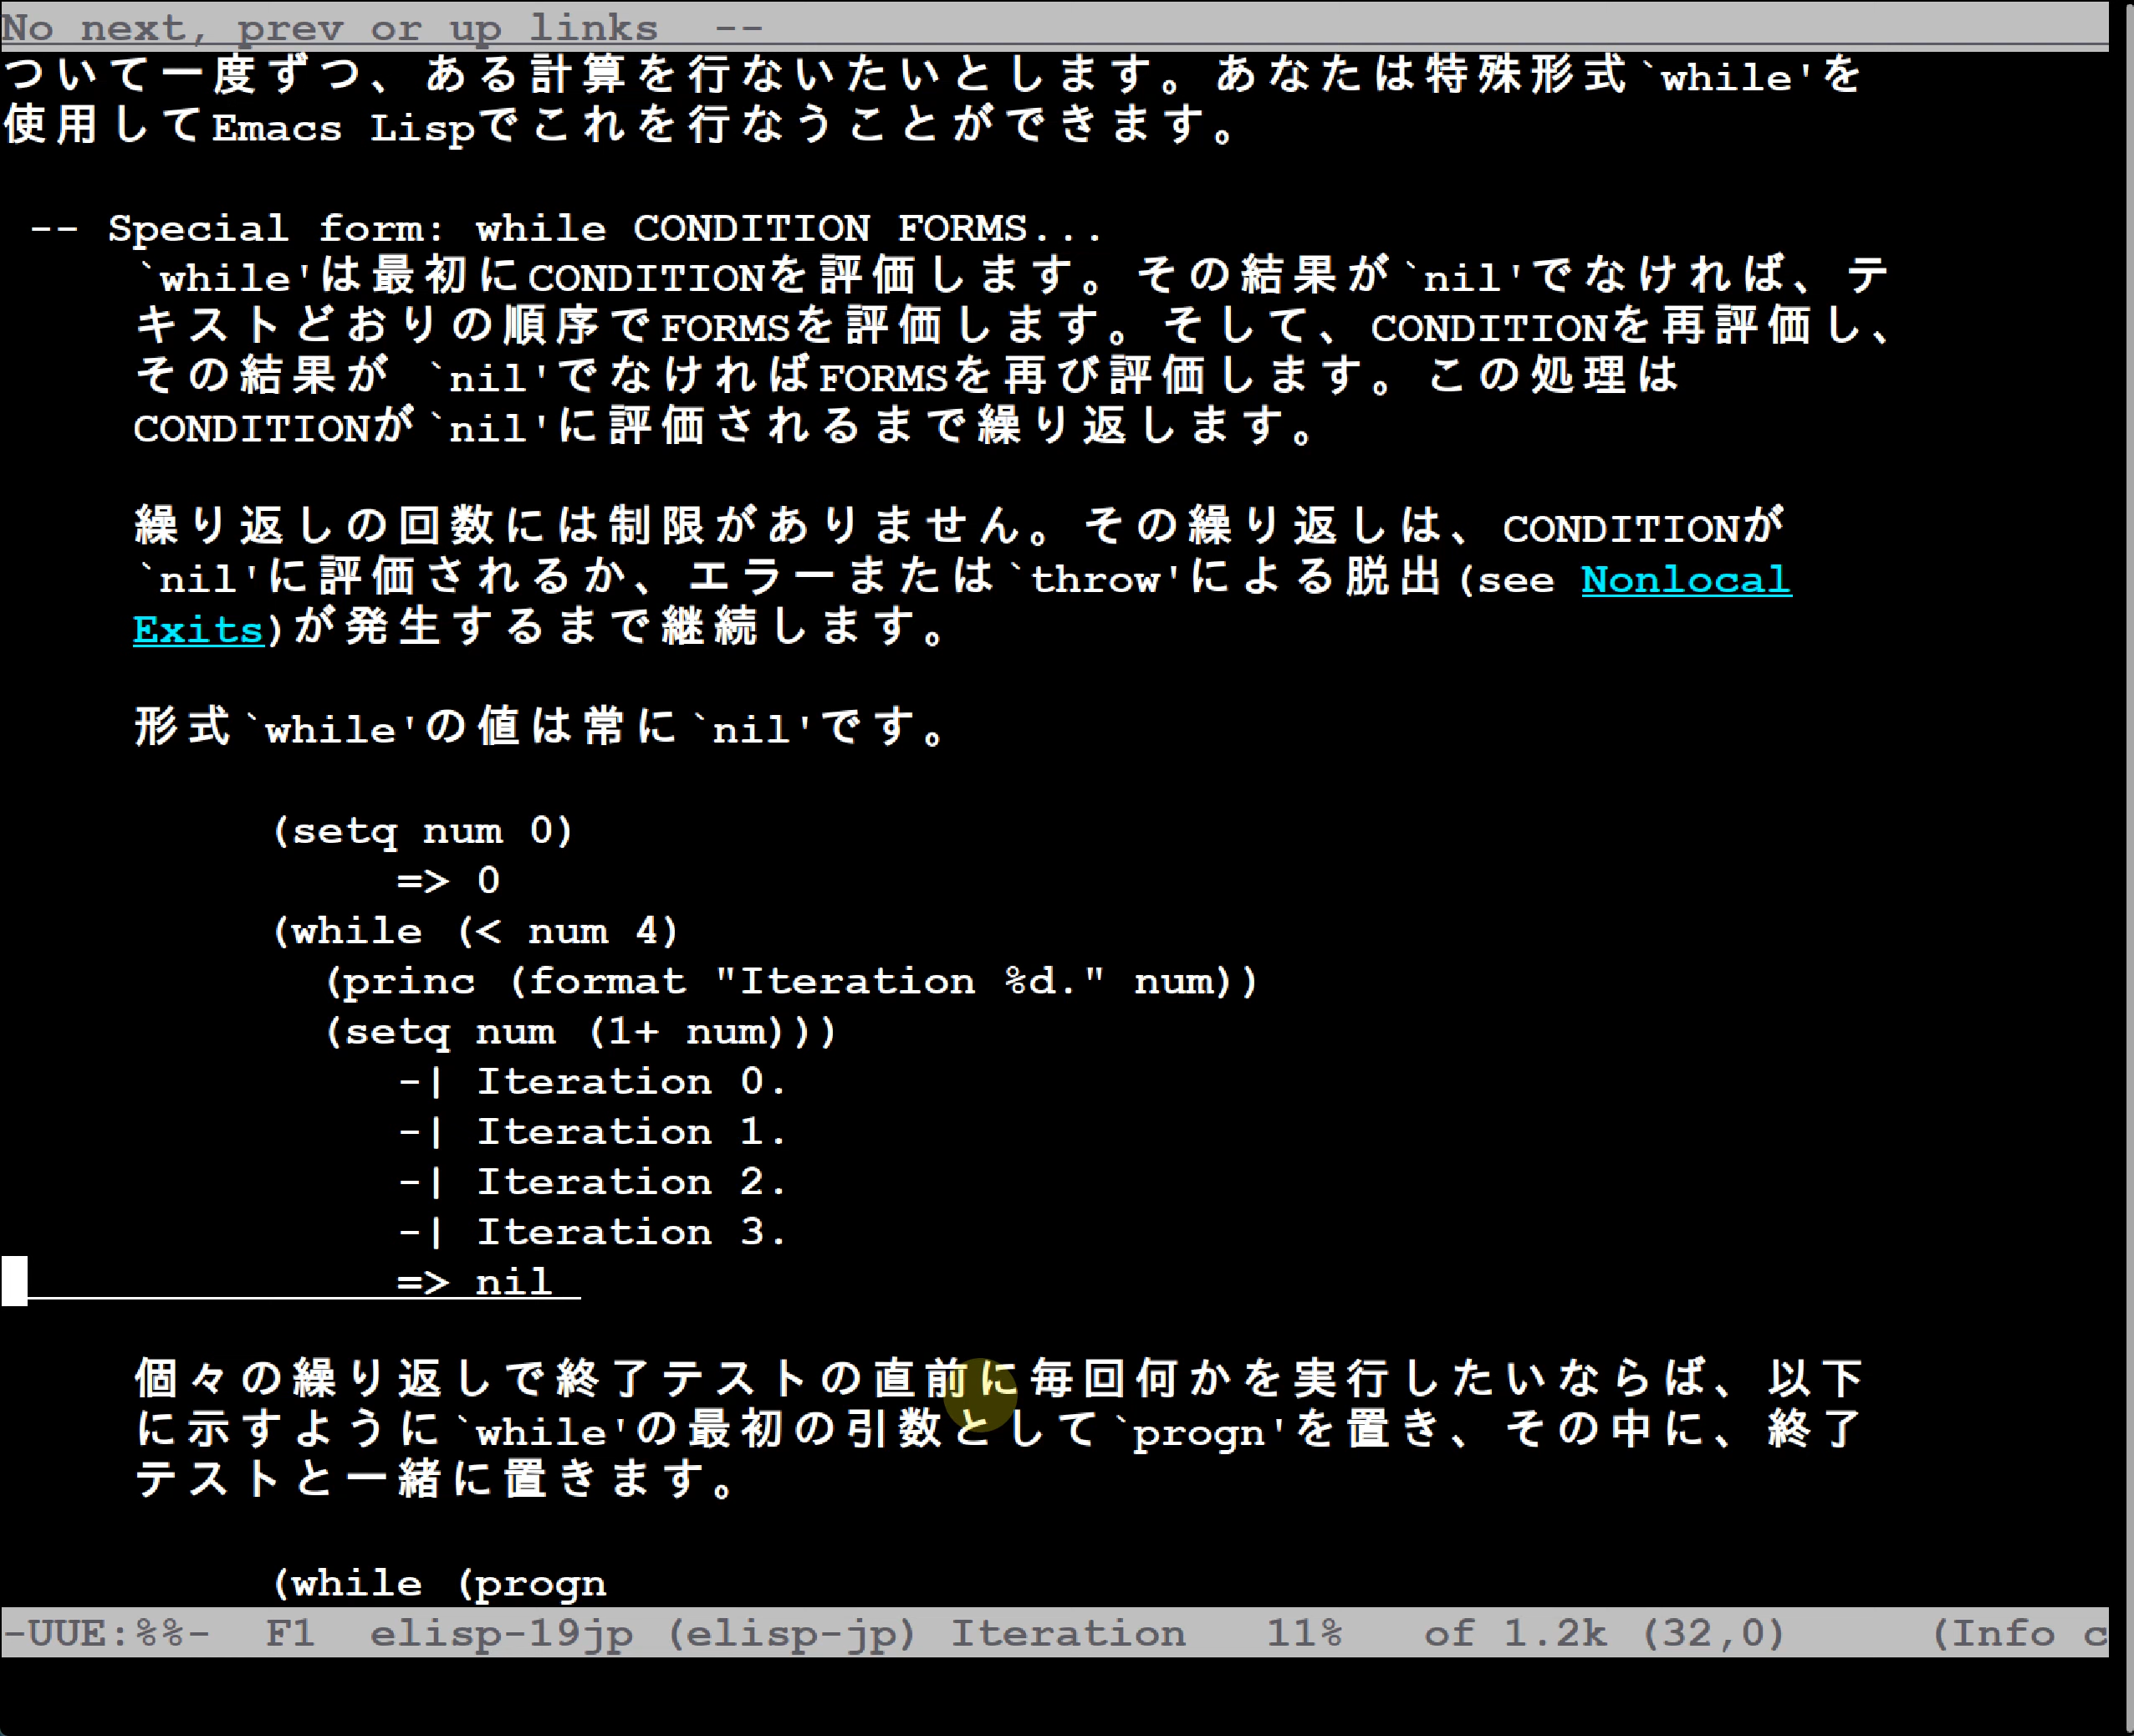 No next, prev or up links  --
ついて一度ずつ、ある計算を行ないたいとします。あなたは特殊形式`while'を
使用してEmacs Lispでこれを行なうことができます。
 -- Special form: while CONDITION FORMS...
`while'は最初にCONDITIONを評価します。その結果が`nil'でなければ、テ
キストどおりの順序でFORMSを評価します。そして、CONDITIONを再評価し、
その結果が `nil'でなければFORMSを再び評価します。この処理は
CONDITIONが`nil'に評価されるまで繰り返します。
繰り返しの回数には制限がありません。その繰り返しは、CONDITIONが
`nil'に評価されるか、エラーまたは`throw'による脱出(see Nonlocal
Exits)が発生するまで継続します。
形式`while'の値は常に`nil'です。
(setq num 0)
=> 0
(while (< num 4)
(princ (format "Iteration %d." num))
(setq num (1+ num)))
-| Iteration 0.
-| Iteration 1.
-| Iteration 2.
-| Iteration 3.
=> nil
個々の繰り返しで終了テストの直前に毎回何かを実行したいならば、以下
に示すように`while'の最初の引数として`progn'を置き、その中に、終了
テストと一緒に置きます。
(while (progn
-UUE:%%-  F1  elisp-19jp (elisp-jp) Iteration   11%   of 1.2k (32,0)      (Info c